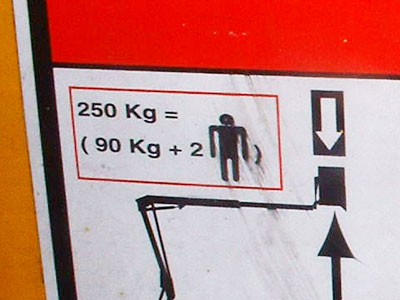 250 Kg =
( 90 Kg + 2 )